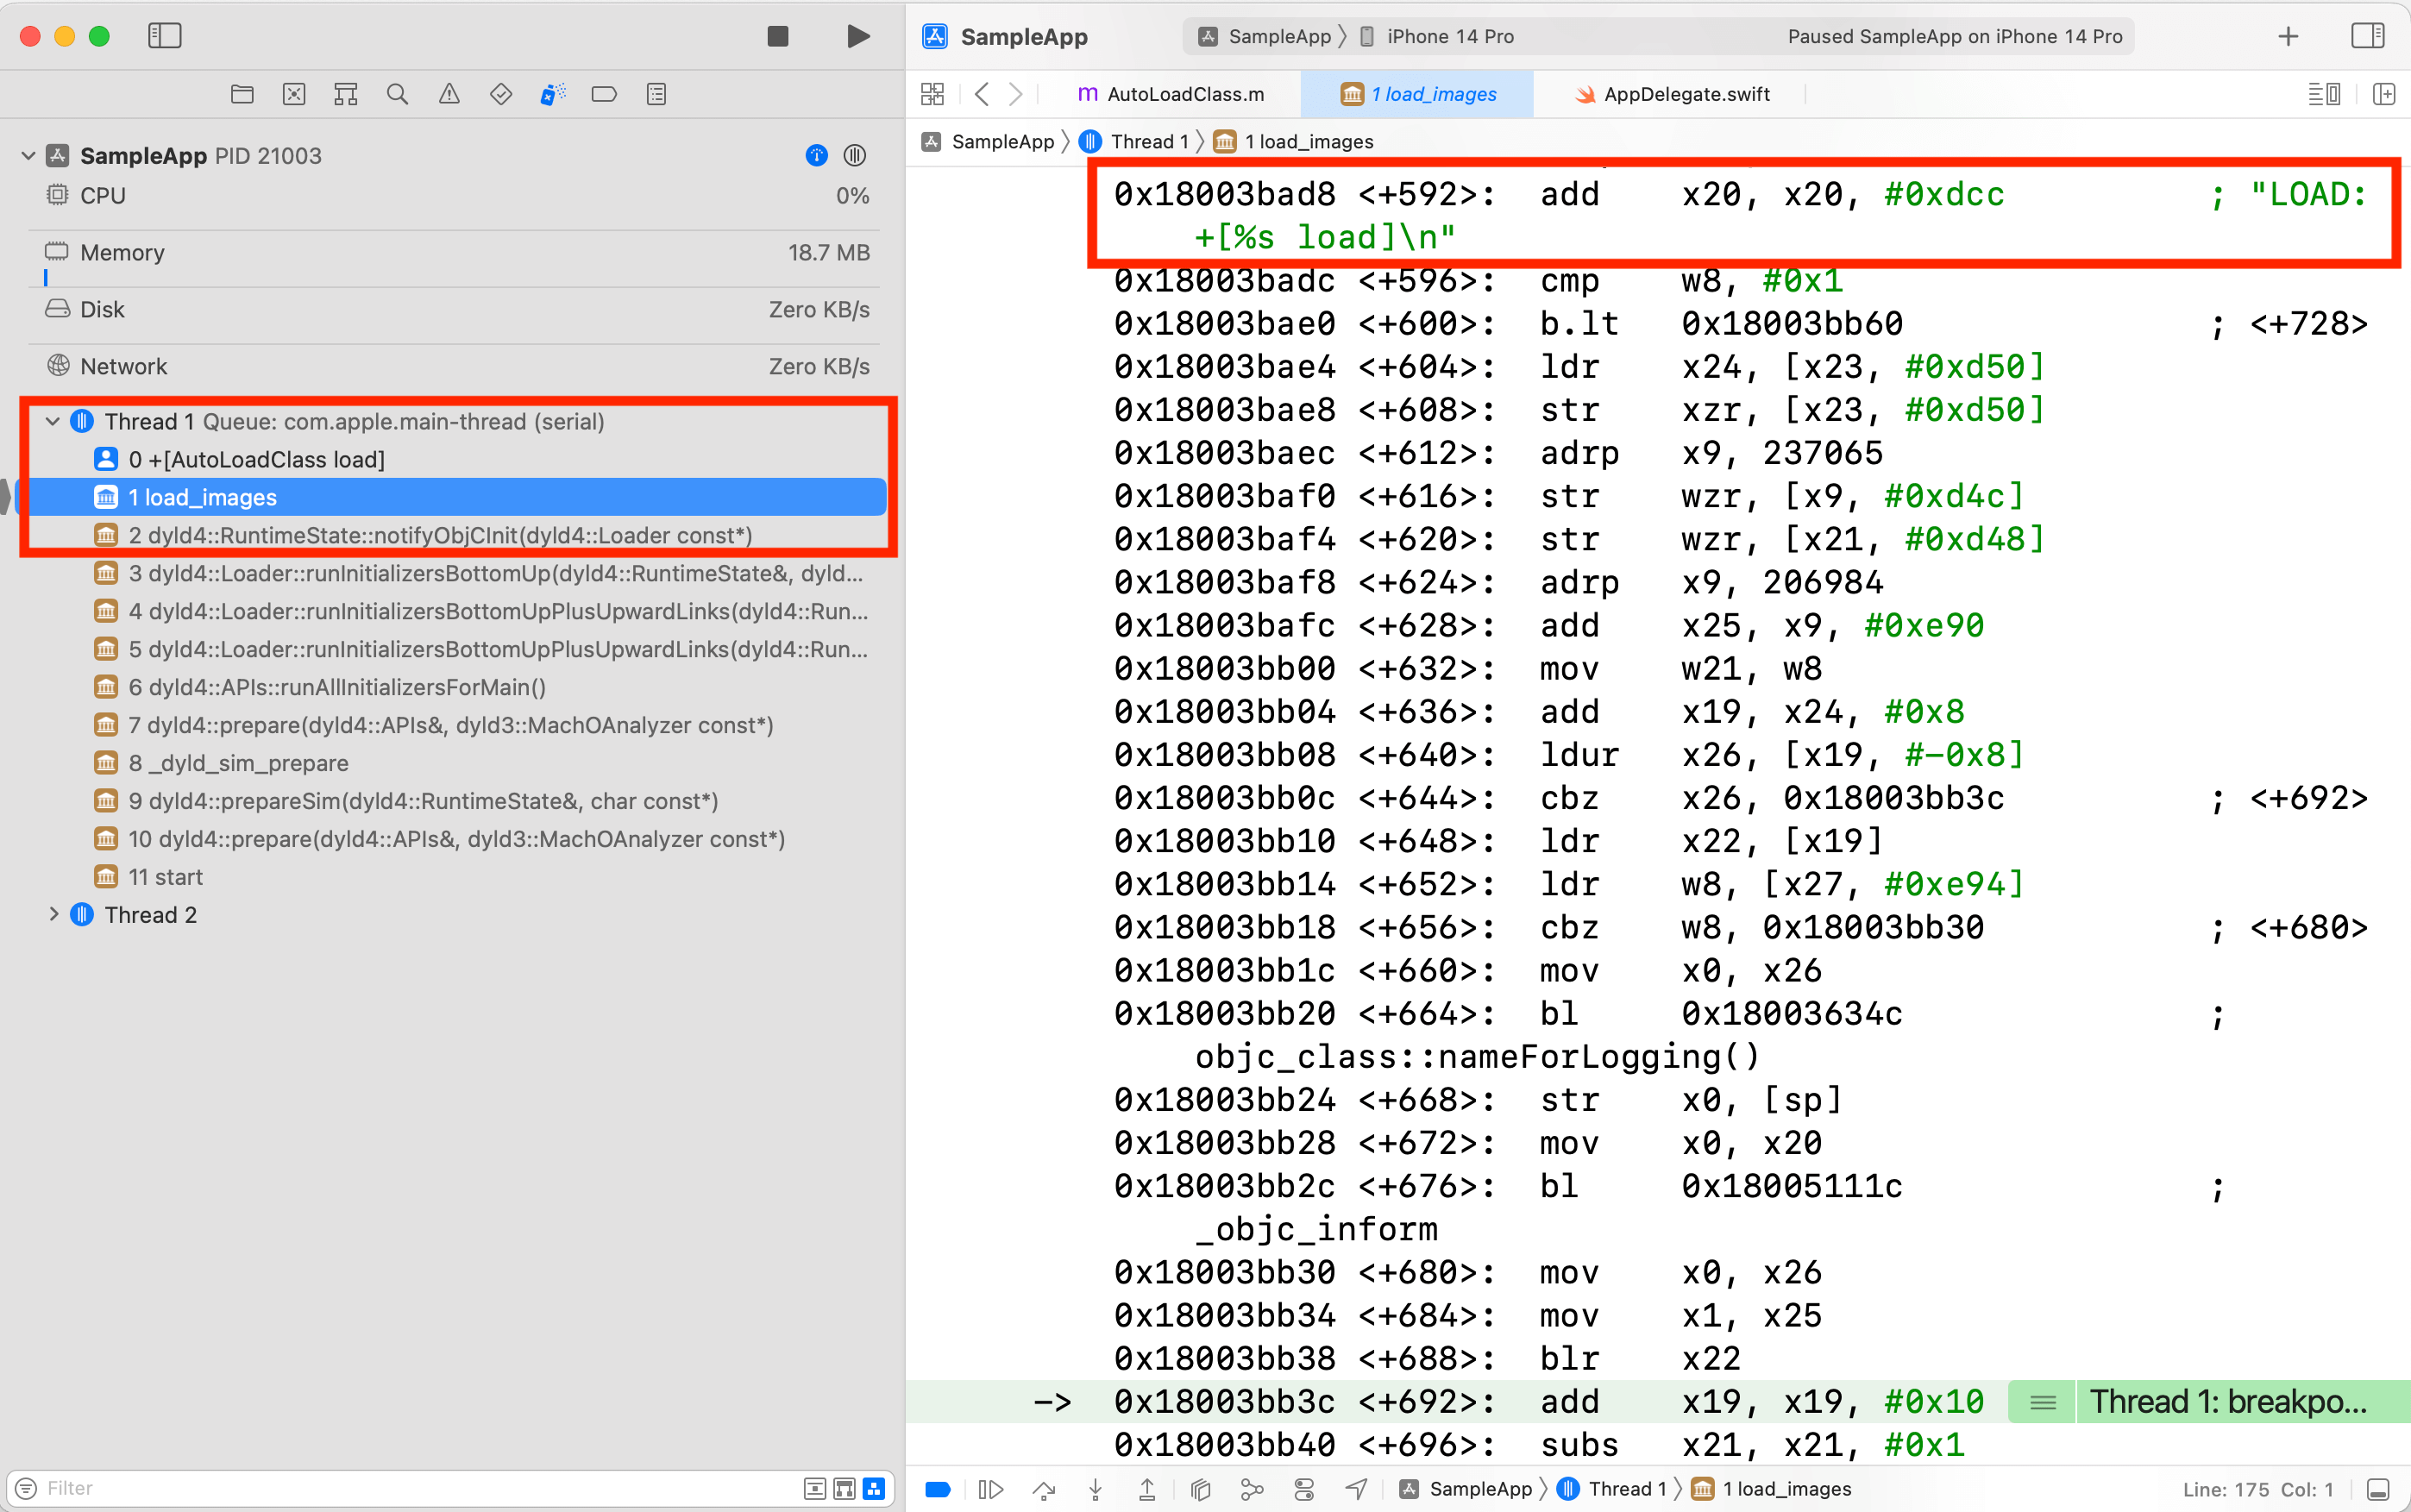 SampleApp
SampleApp
iPhone 14 Pro
Paused SampleApp on iPhone 14 Pro
m AutoLoadClass.m
1 load_images
AppDelegate.swift
SampleApp
Thread 1
1 load_images
SampleApp PID 21003
CPU 0%
Memory 18.7 MB
Disk Zero KB/s
Network Zero KB/s
Thread 1 Queue: com.apple.main-thread (serial)
0 +[AutoLoadClass load]
1 load_images
2 dyld4::RuntimeState::notifyObjCInit(dyld4::Loader const*)
3 dyld4::Loader::runInitializersBottomUp(dyld4::RuntimeState&, dyld...
4 dyld4::Loader::runInitializersBottomUpPlusUpwardLinks(dyld4::Run...
5 dyld4::Loader::runInitializersBottomUpPlusUpwardLinks(dyld4::Run...
6 dyld4::APIs::runAllInitializersForMain()
7 dyld4::prepare(dyld4::APIs&, dyld3::MachOAnalyzer const*)
8 _dyld_sim_prepare
9 dyld4::prepareSim(dyld4::RuntimeState&, char const*)
10 dyld4::prepare(dyld4::APIs&, dyld3::MachOAnalyzer const*)
11 start
Thread 2
Filter
0x18003bad8 <+592>: add x20, x20, #0xdcc ; "LOAD:
+[%s load]\n"
0x18003badc <+596>: cmp w8, #0x1
0x18003bae0 <+600>: b.lt 0x18003bb60 ; <+728>
0x18003bae4 <+604>: ldr x24, [x23, #0xd50]
0x18003bae8 <+608>: str xzr, [x23, #0xd50]
0x18003baec <+612>: adrp x9, 237065
0x18003baf0 <+616>: str wzr, [x9, #0xd4c]
0x18003baf4 <+620>: str wzr, [x21, #0xd48]
0x18003baf8 <+624>: adrp x9, 206984
0x18003bafc <+628>: add x25, x9, #0xe90
0x18003bb00 <+632>: mov w21, w8
0x18003bb04 <+636>: add x19, x24, #0x8
0x18003bb08 <+640>: ldur x26, [x19, #-0x8]
0x18003bb0c <+644>: cbz x26, 0x18003bb3c ; <+692>
0x18003bb10 <+648>: ldr x22, [x19]
0x18003bb14 <+652>: ldr w8, [x27, #0xe94]
0x18003bb18 <+656>: cbz w8, 0x18003bb30 ; <+680>
0x18003bb1c <+660>: mov x0, x26
0x18003bb20 <+664>: bl 0x18003634c ;
objc_class::nameForLogging()
0x18003bb24 <+668>: str x0, [sp]
0x18003bb28 <+672>: mov x0, x20
0x18003bb2c <+676>: bl 0x18005111c ;
_objc_inform
0x18003bb30 <+680>: mov x0, x26
0x18003bb34 <+684>: mov x1, x25
0x18003bb38 <+688>: blr x22
-> 0x18003bb3c <+692>: add x19, x19, #0x10 Thread 1: breakpo...
0x18003bb40 <+696>: subs x21, x21, #0x1
SampleApp
Thread 1
1 load_images
Line: 175 Col: 1